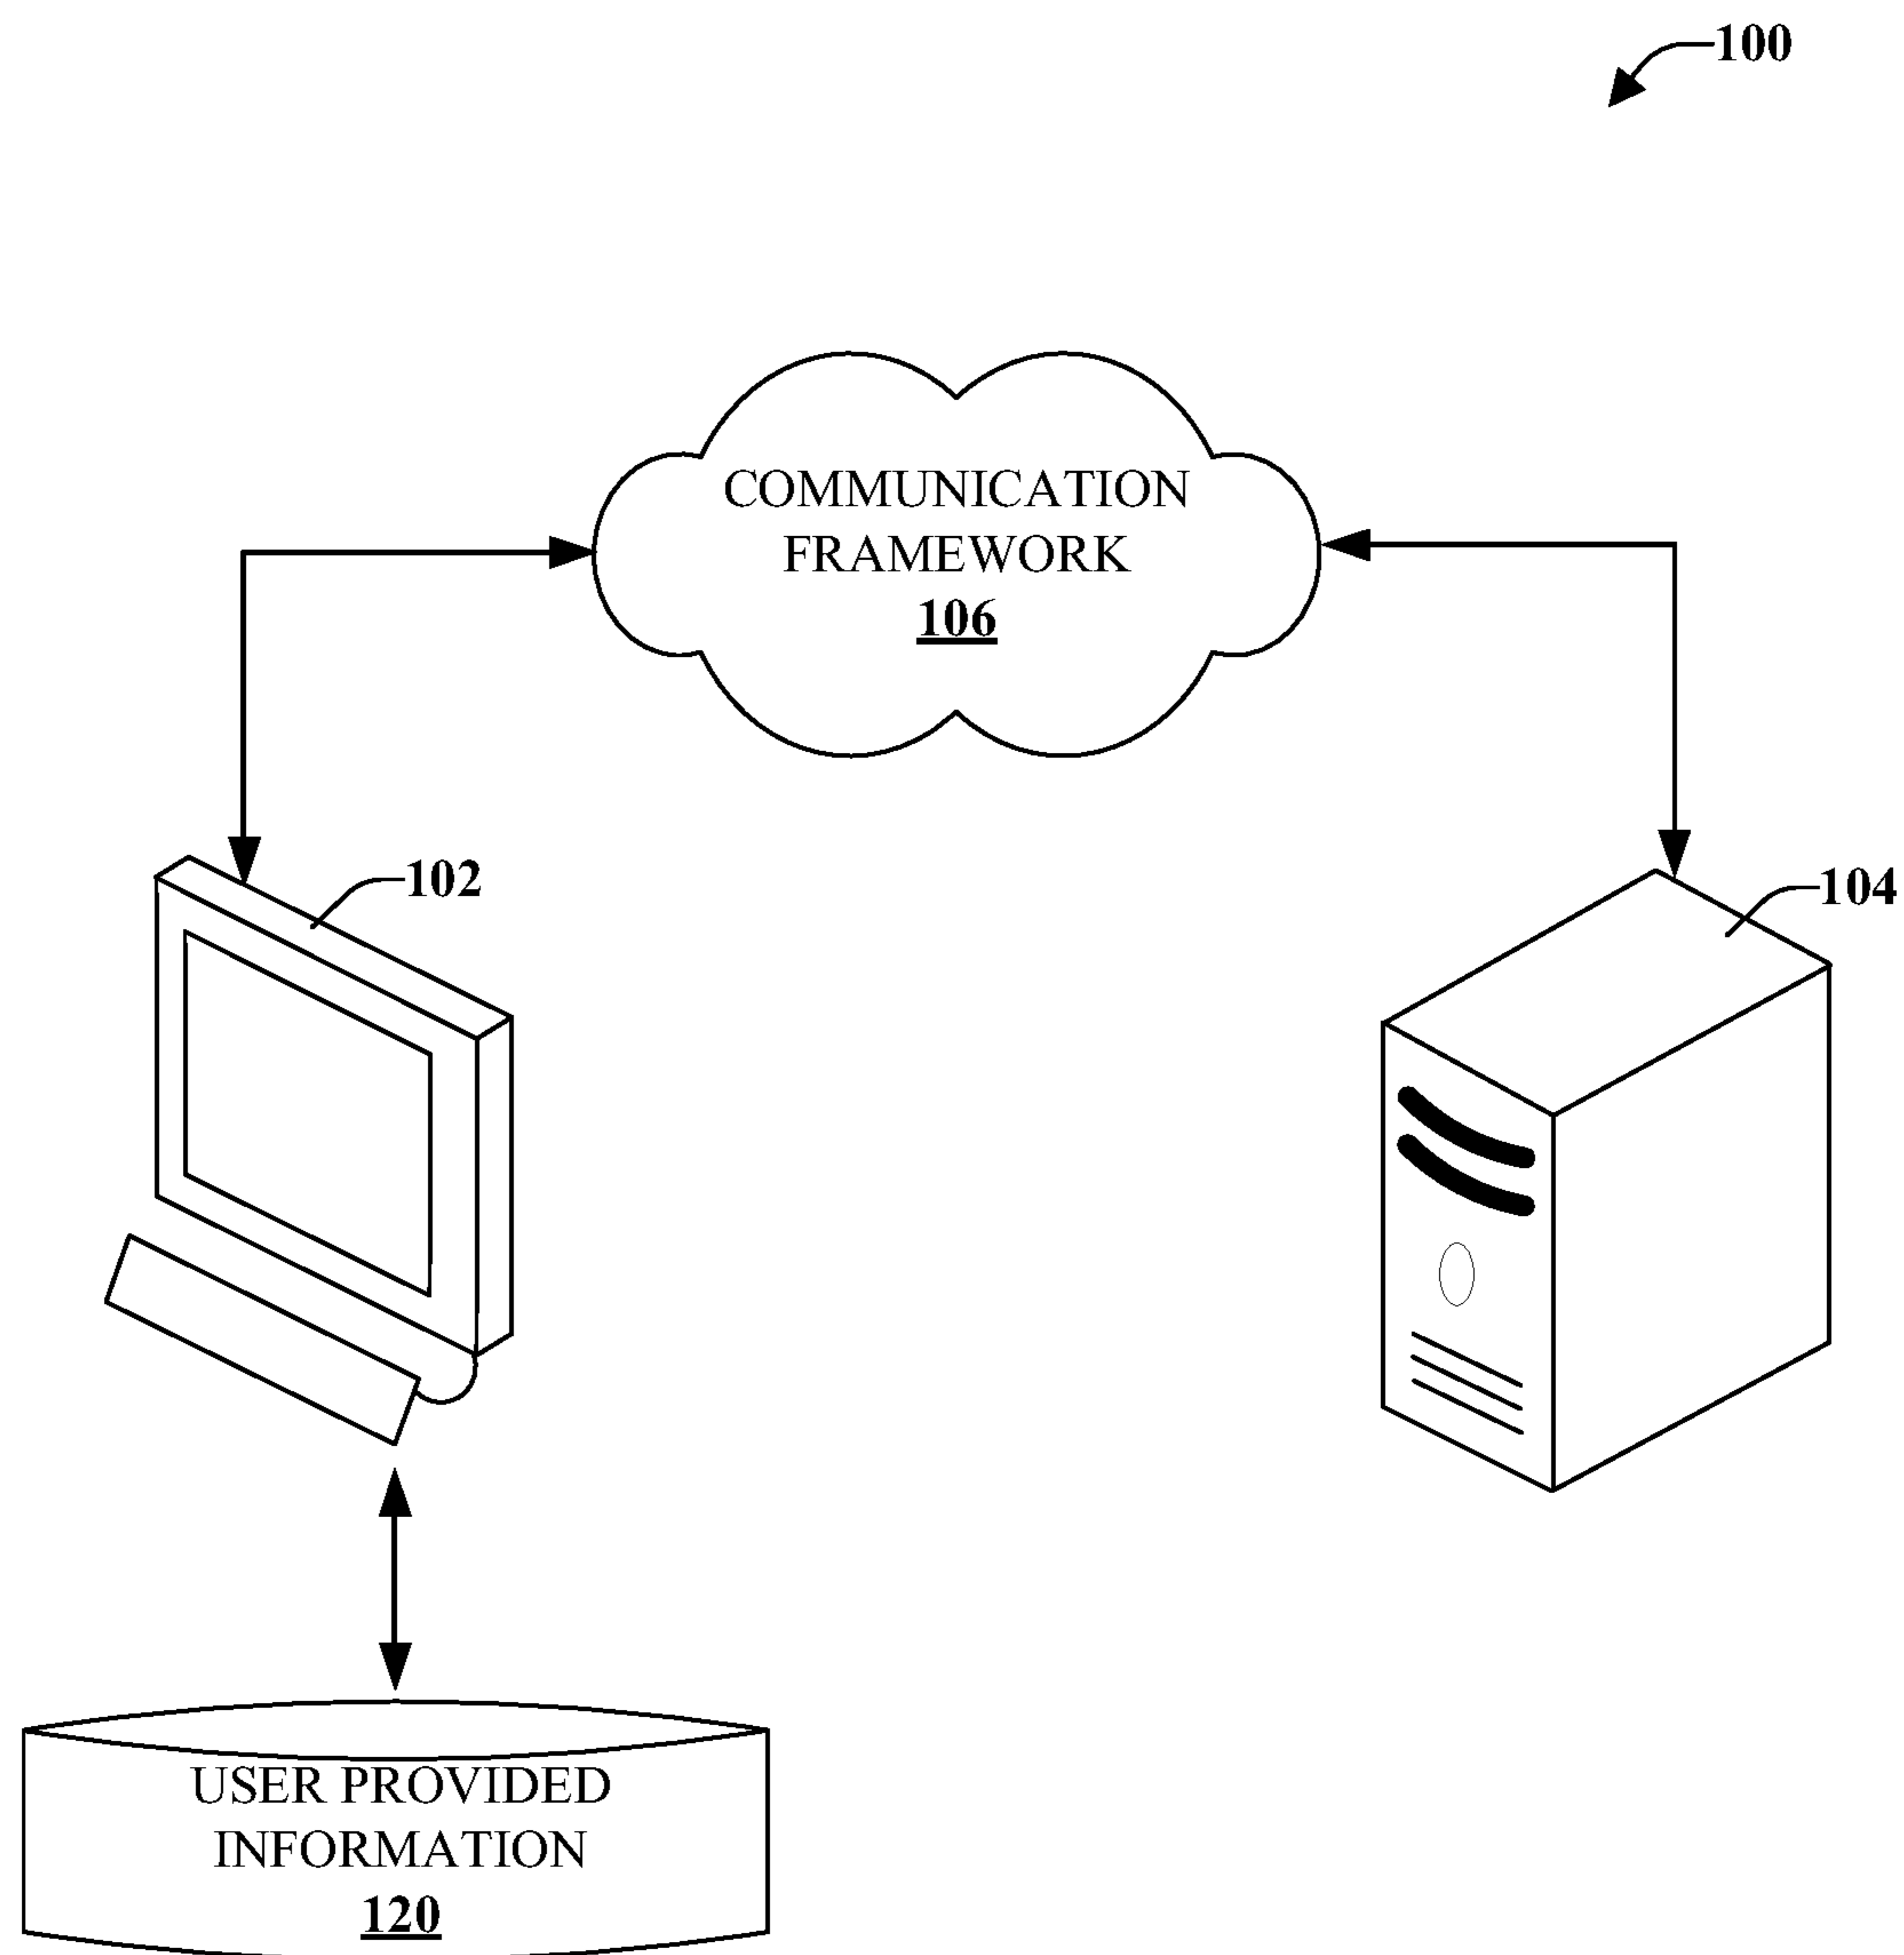 100
COMMUNICATION
FRAMEWORK
106
102
104
USER PROVIDED
INFORMATION
120